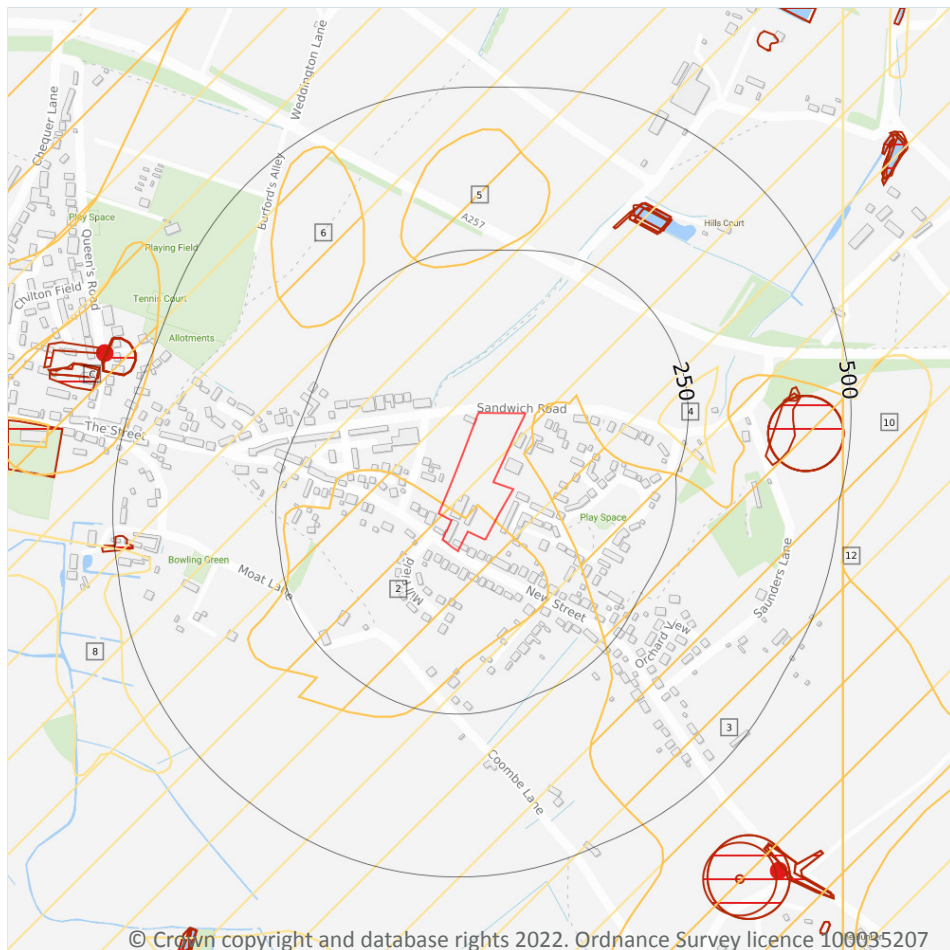 Weddington Lane
Chequer Lane
Burford's Alley
5
Play Space
A257
Hills Court
6
Queen's Road
Playing Field
Chilton Field
Tennis Court
Allotments
250
500
C
Sandwich Road
4
10
The Street
Play Space
12
Bowling Green
Moat Lane
2
Millfield
New Street
Saunders Lane
Orchard View
8
3
Coombe Lane
© Crown copyright and database rights 2022. Ordnance Survey licence 100035207